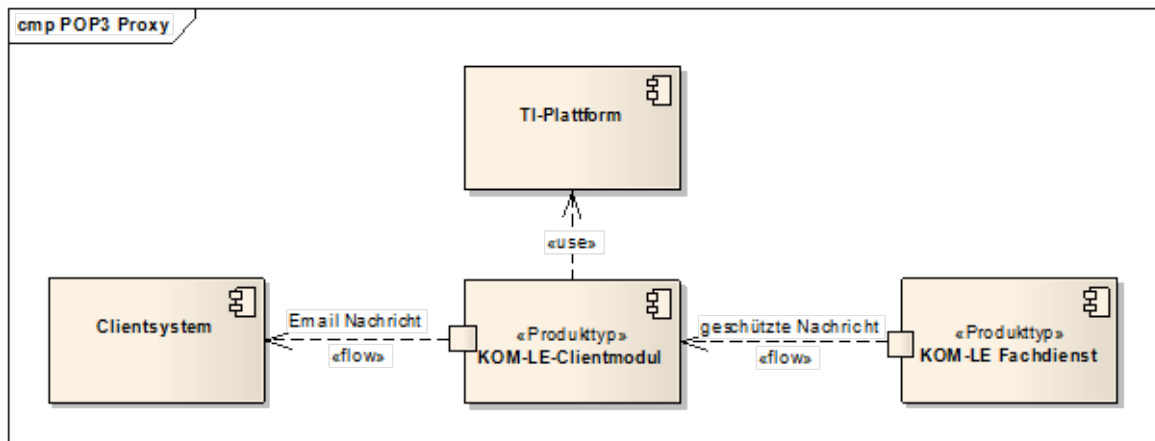 cmp POP3 Proxy
TI-Plattform
«use»
Clientsystem
Email Nachricht
«flow»
«Produkttyp»
KOM-LE-Clientmodul
geschützte Nachricht
«flow»
«Produkttyp»
KOM-LE Fachdienst